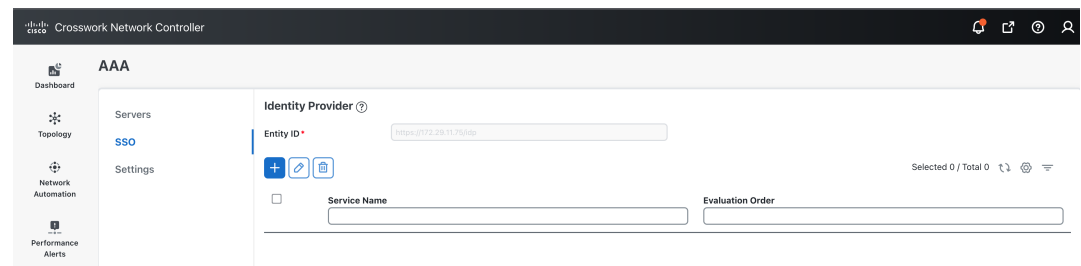 cisco Crosswork Network Controller
AAA
Dashboard
Topology
Network
Automation
Performance
Alerts
Servers
SSO
Settings
Identity Provider ?
Entity ID*
https://172.29.11.75/idp
Selected 0 / Total 0
Service Name
Evaluation Order